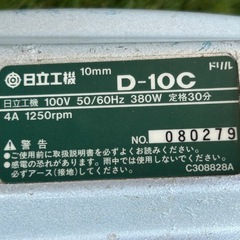 日立工機 10mm D-10C ドリル
日立工機 100V 50/60Hz 380W 定格30分
4A 1250rpm
NO. 080279
警告
ご使用前に取扱説明書を必ずよくお読みください。
感電の恐れがあります。雨中では使用しないでください。
必ずアース(接地)してください。 C308828A